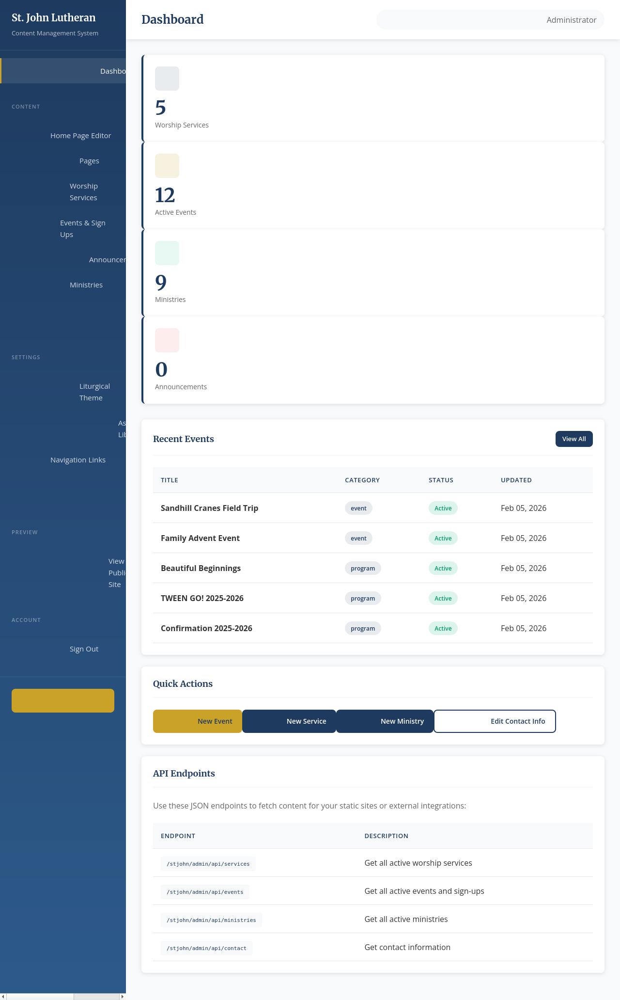 St. John Lutheran
Content Management System
Dashbo
CONTENT
Home Page Editor
Pages
Worship
Services
Events & Sign
Ups
Announcer
Ministries
SETTINGS
Liturgical
Theme
As
Lib
Navigation Links
PREVIEW
View
Public
Site
ACCOUNT
Sign Out
Dashboard
Administrator
5
Worship Services
12
Active Events
9
Ministries
0
Announcements
Recent Events
View All
TITLE CATEGORY STATUS UPDATED
Sandhill Cranes Field Trip event Active Feb 05, 2026
Family Advent Event event Active Feb 05, 2026
Beautiful Beginnings program Active Feb 05, 2026
TWEEN GO! 2025-2026 program Active Feb 05, 2026
Confirmation 2025-2026 program Active Feb 05, 2026
Quick Actions
New Event New Service New Ministry Edit Contact Info
API Endpoints
Use these JSON endpoints to fetch content for your static sites or external integrations:
ENDPOINT DESCRIPTION
/stjohn/admin/api/services Get all active worship services
/stjohn/admin/api/events Get all active events and sign-ups
/stjohn/admin/api/ministries Get all active ministries
/stjohn/admin/api/contact Get contact information